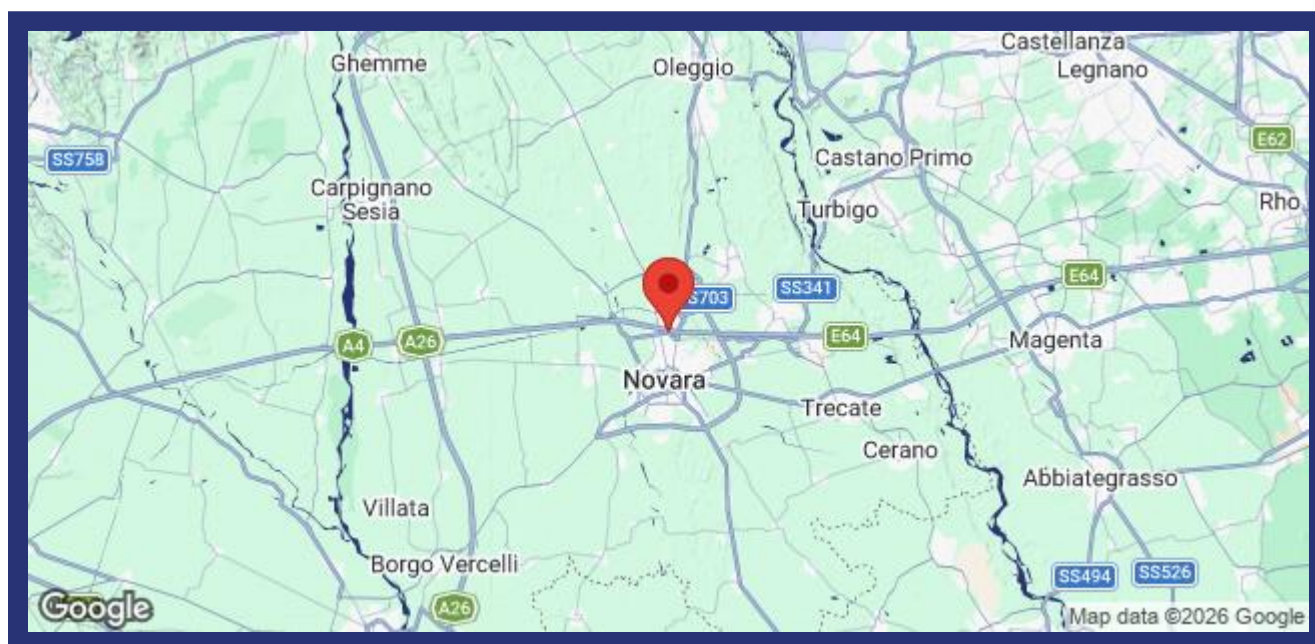 Castellanza
Ghemme
Oleggio
Legnano
E62
SS758
Castano Primo
Carpignano
Sesia
Turbigo
Rho
E64
SS341
SS703
A4
A26
E64
Magenta
Novara
Trecate
Cerano
Abbiategrasso
Villata
Borgo Vercelli
SS494
SS526
A26
Google
Map data ©2026 Google